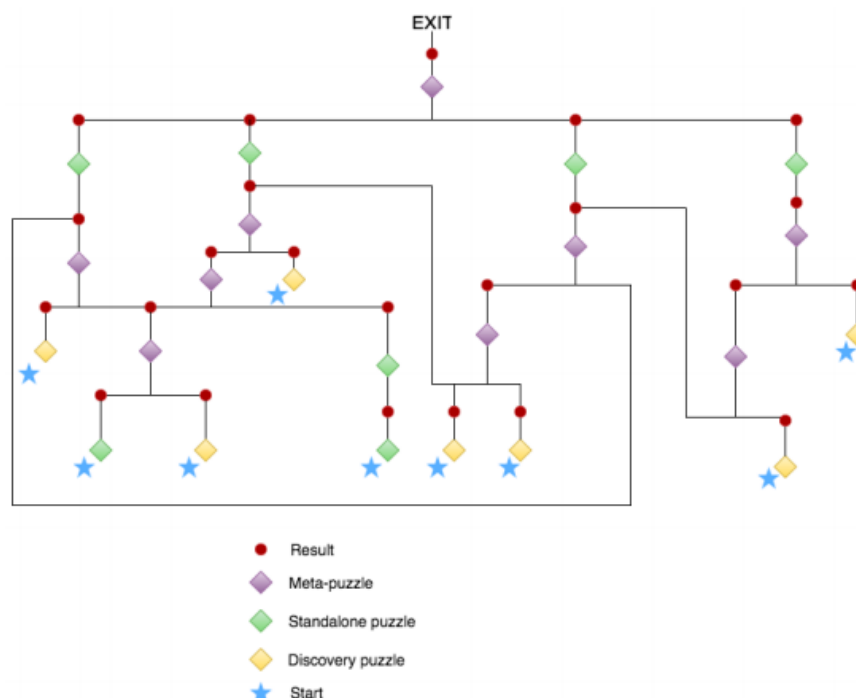 EXIT
Result
Meta-puzzle
Standalone puzzle
Discovery puzzle
Start